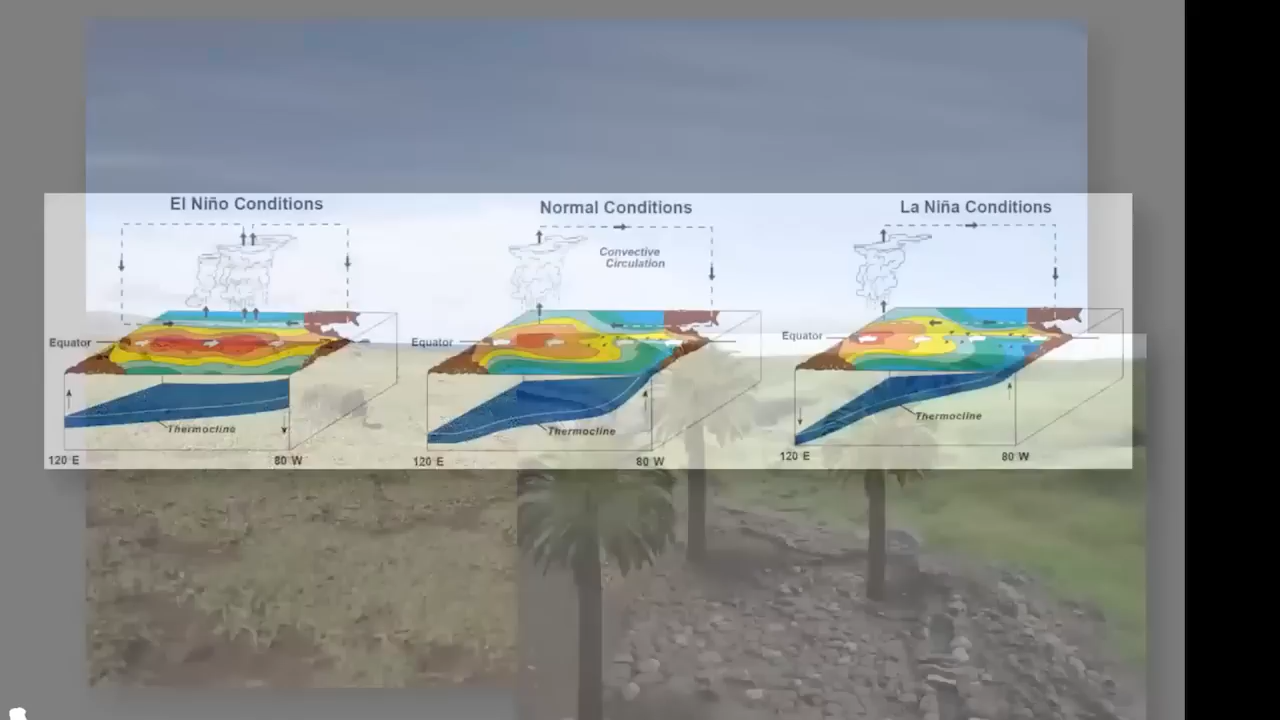 El Niño Conditions
Normal Conditions
La Niña Conditions
Convective
Circulation
Equator
Equator
Equator
Thermocline
Thermocline
Thermocline
120 E
80 W
120 E
80 W
120 E
80 W